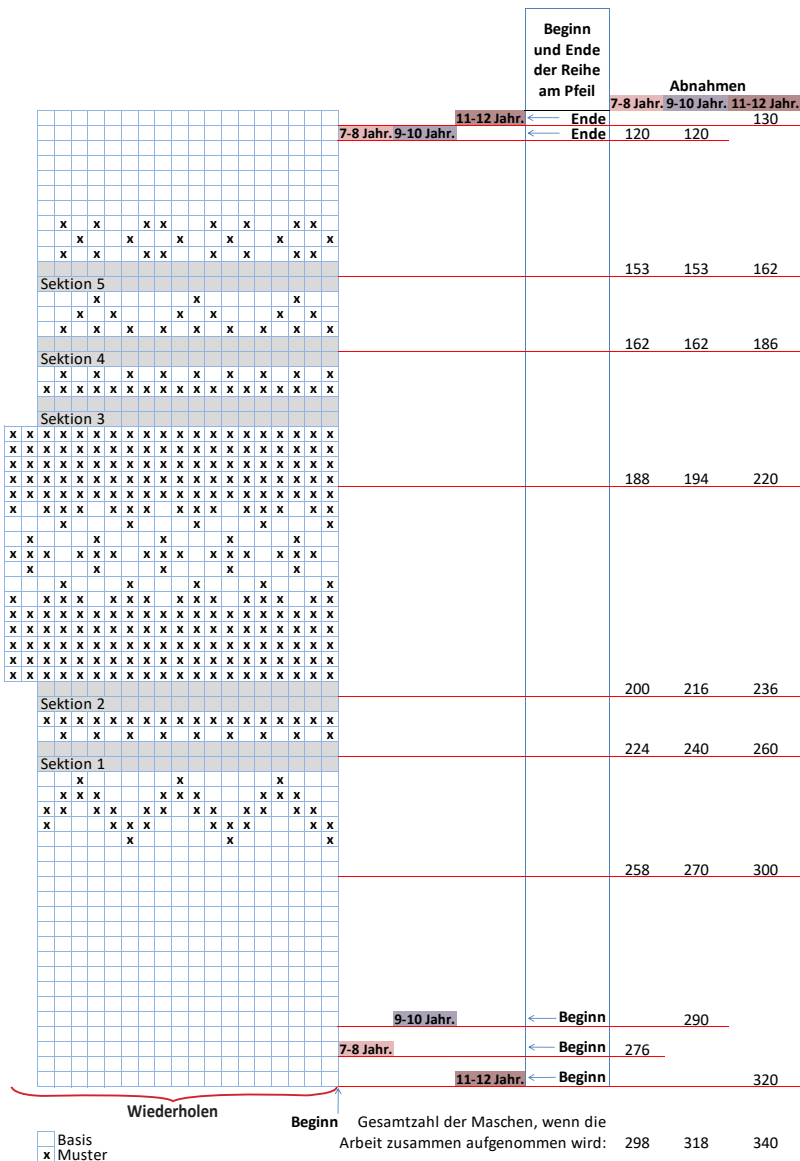 Beginn
und Ende
der Reihe
am Pfeil
Abnahmen
7-8 Jahr. 9-10 Jahr. 11-12 Jahr.
11-12 Jahr. ← Ende 130
7-8 Jahr. 9-10 Jahr. ← Ende 120 120
x x x x x x x x
x x x x x x
x x x x x x x x
153 153 162
Sektion 5
x x x
x x x x x x
x x x x x x x x x
162 162 186
Sektion 4
x x x x x x x x x
x x x x x x x x x x x x x x x x x x
Sektion 3
x x x x x x x x x x x x x x x x x x x x
x x x x x x x x x x x x x x x x x x x x
x x x x x x x x x x x x x x x x x x x x
x x x x x x x x x x x x x x x x x x x x
188 194 220
x x x x x x x x x x x x x x x x x x x x
x x x x x x x x x x x x x x x
x x x x x
x x x x x
x x x x x x x x x x x x x x x
x x x x x
x x x x x
x x x x x x x x x x x x x x x
x x x x x x x x x x x x x x x x x x x x
x x x x x x x x x x x x x x x x x x x x
x x x x x x x x x x x x x x x x x x x x
x x x x x x x x x x x x x x x x x x x x
x x x x x x x x x x x x x x x x x x x x
200 216 236
Sektion 2
x x x x x x x x x x x x x x x x x x
x x x x x x x x x
224 240 260
Sektion 1
x x x
x x x x x x x x x
x x x x x x x x x x x x
x x x x x x x x x
x x x
258 270 300
9-10 Jahr. ← Beginn 290
7-8 Jahr. ← Beginn 276
11-12 Jahr. ← Beginn 320
Wiederholen
Beginn Gesamtzahl der Maschen, wenn die
Basis Arbeit zusammen aufgenommen wird: 298 318 340
x Muster